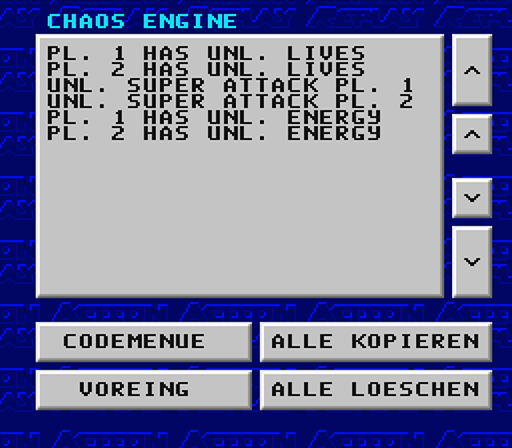 CHAOS ENGINE
PL. 1 HAS UNL. LIVES
PL. 2 HAS UNL. LIVES
UNL. SUPER ATTACK PL. 1
UNL. SUPER ATTACK PL. 2
PL. 1 HAS UNL. ENERGY
PL. 2 HAS UNL. ENERGY
CODEMENUE
ALLE KOPIEREN
VOREING
ALLE LOESCHEN